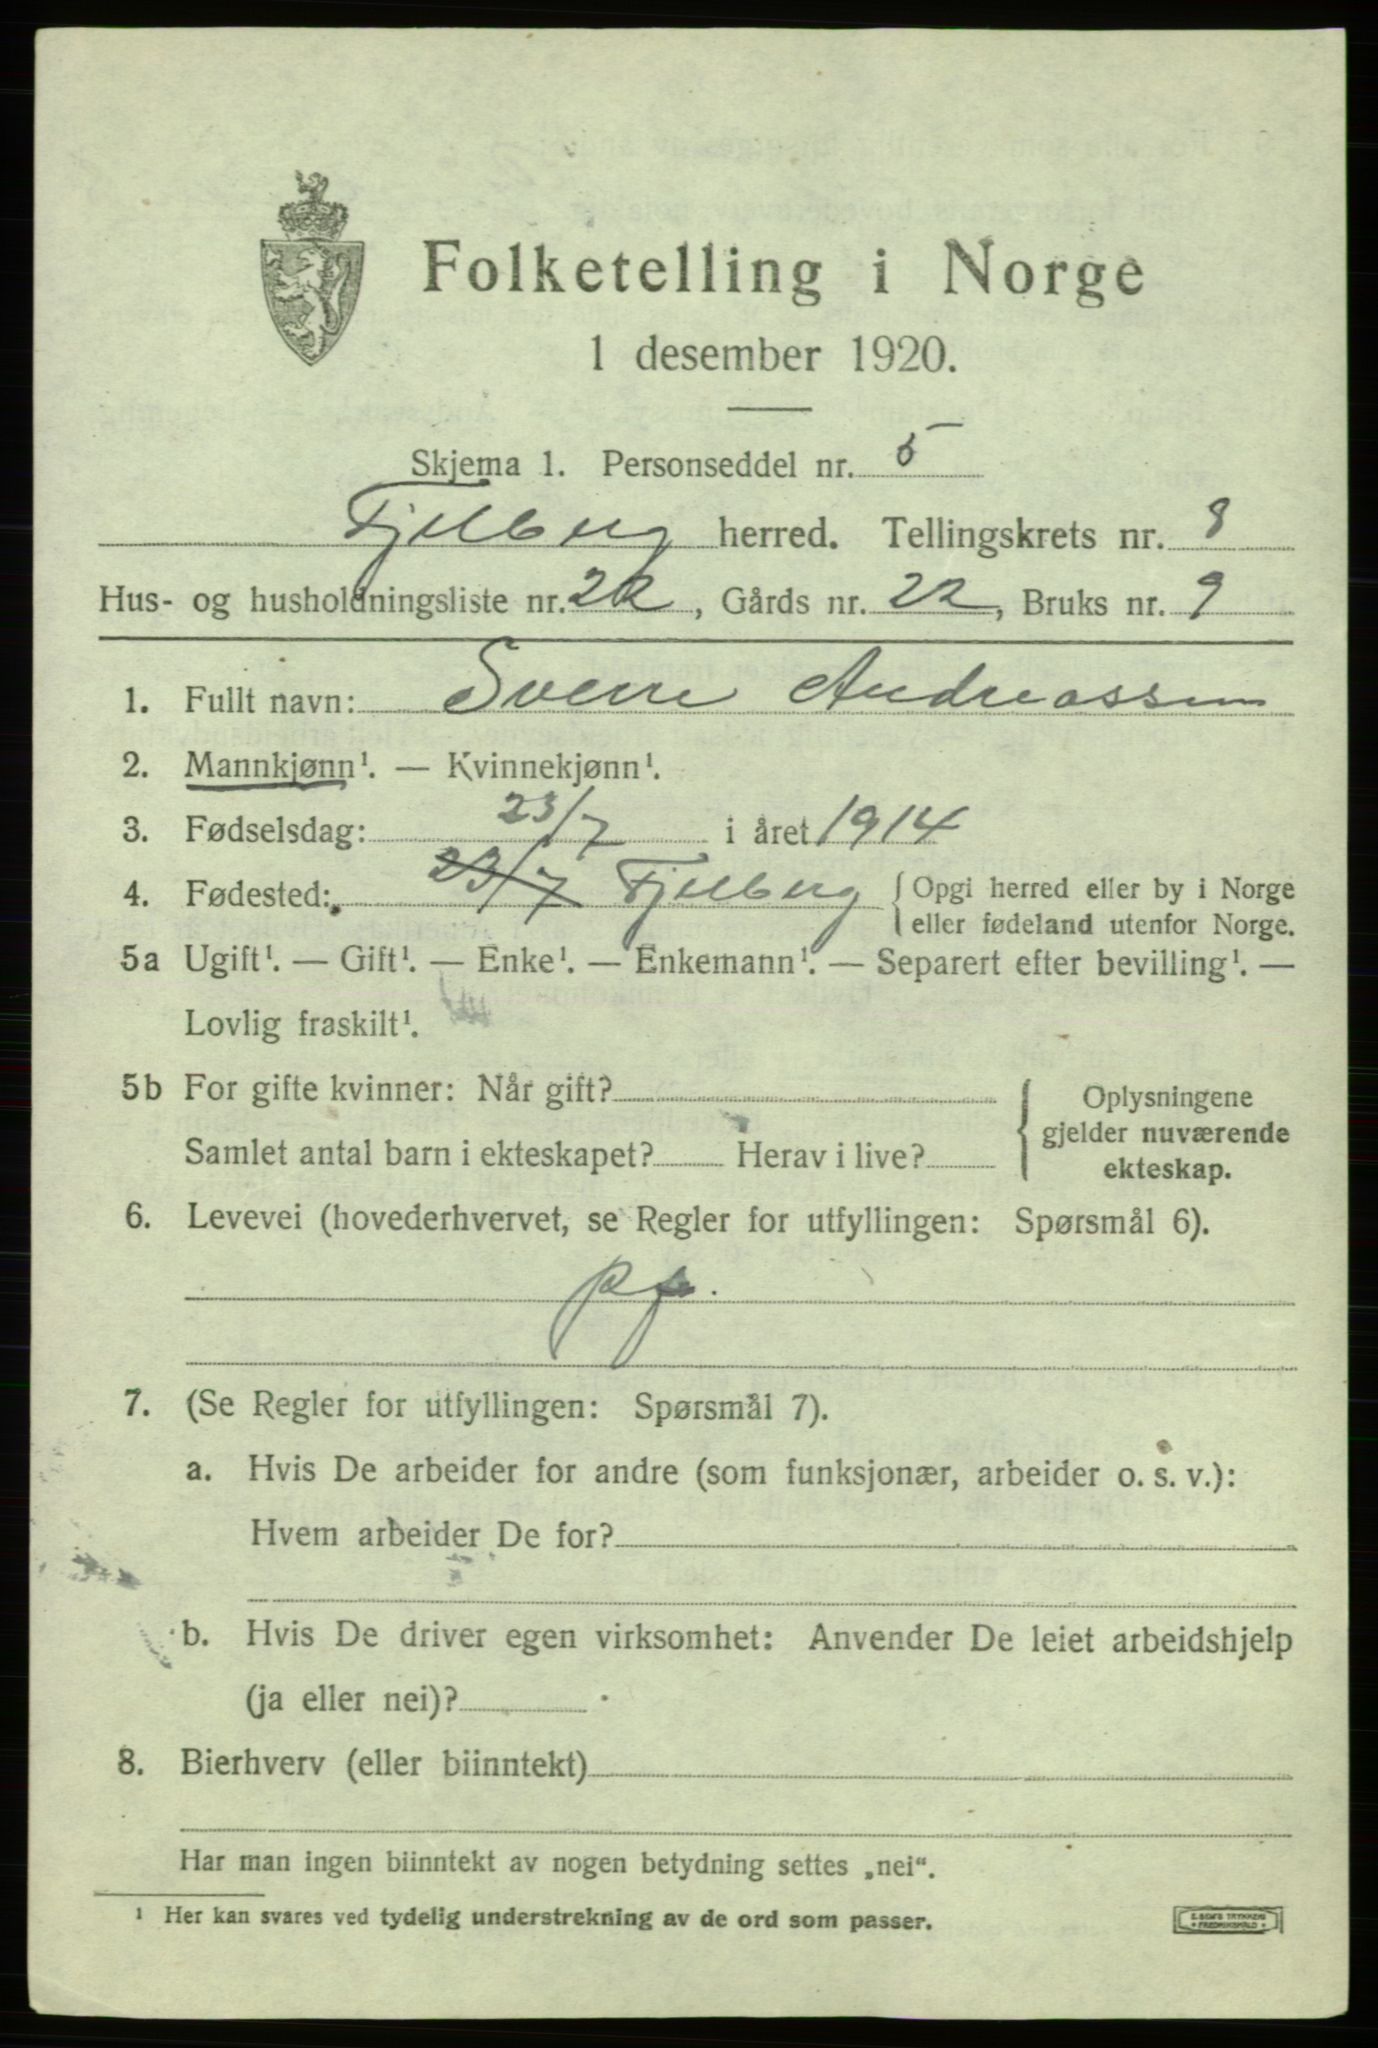 Folketelling i Norge
1 desember 1920.
Skjema 1. Personseddel nr. 5
Fjelberg herred. Tellingskrets nr. 8
Hus- og husholdningsliste nr. 22, Gårds nr. 22, Bruks nr. 9
1. Fullt navn: Sverre Andreassen
2. Mannkjønn¹. — Kvinnekjønn¹.
3. Fødselsdag: 23/7 i året 1914
4. Fødested: 23/7 Fjelberg { Opgi herred eller by i Norge
eller fødeland utenfor Norge.
5a Ugift¹. — Gift¹. — Enke¹. — Enkemann¹. — Separert efter bevilling¹. —
Lovlig fraskilt¹.
5b For gifte kvinner: Når gift?
Samlet antal barn i ekteskapet? Herav i live?
{ Oplysningene
gjelder nuværende
ekteskap.
6. Levevei (hovederhvervet, se Regler for utfyllingen: Spørsmål 6).
pf.
7. (Se Regler for utfyllingen: Spørsmål 7).
a. Hvis De arbeider for andre (som funksjonær, arbeider o. s. v.):
Hvem arbeider De for?
b. Hvis De driver egen virksomhet: Anvender De leiet arbeidshjelp
(ja eller nei)?
8. Bierhverv (eller biinntekt)
Har man ingen biinntekt av nogen betydning settes „nei“.
¹ Her kan svares ved tydelig understrekning av de ord som passer.
E. SEM'S TRYKKERI
FREDRIKSHALD